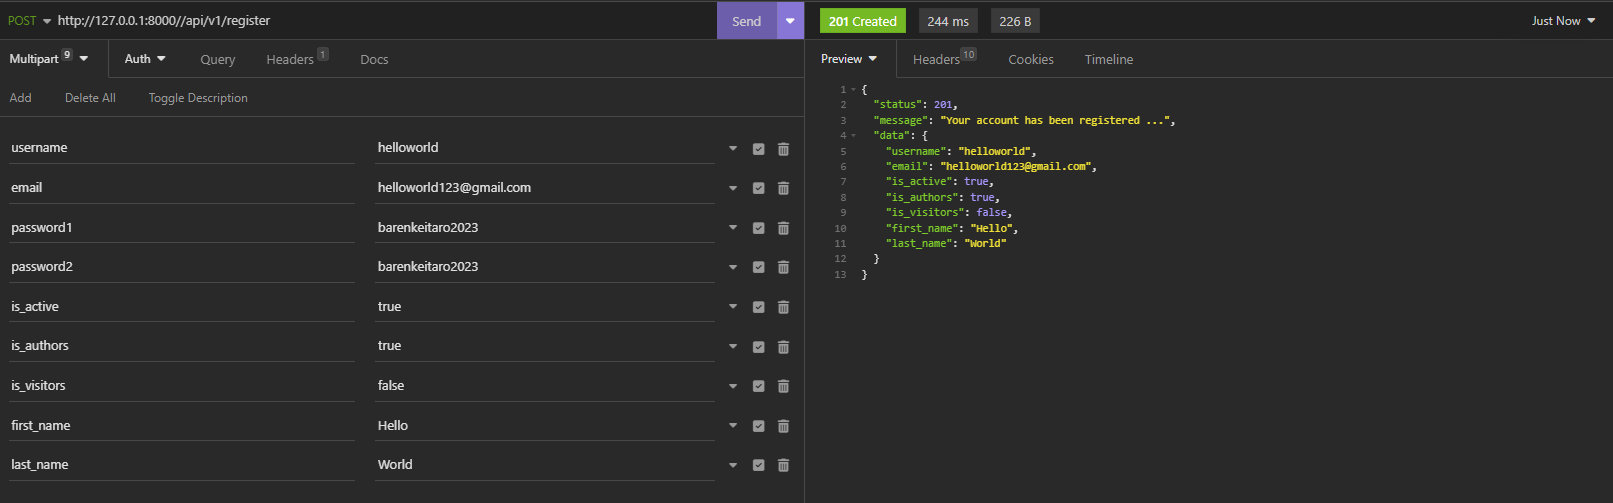 POST http://127.0.0.1:8000//api/v1/register Send
Multipart 9 Auth Query Headers 1 Docs
Add Delete All Toggle Description
username helloworld
email helloworld123@gmail.com
password1 barenkeitaro2023
password2 barenkeitaro2023
is_active true
is_authors true
is_visitors false
first_name Hello
last_name World
201 Created 244 ms 226 B Just Now
Preview Headers 10 Cookies Timeline
1 {
2 "status": 201,
3 "message": "Your account has been registered ...",
4 "data": {
5 "username": "helloworld",
6 "email": "helloworld123@gmail.com",
7 "is_active": true,
8 "is_authors": true,
9 "is_visitors": false,
10 "first_name": "Hello",
11 "last_name": "World"
12 }
13 }